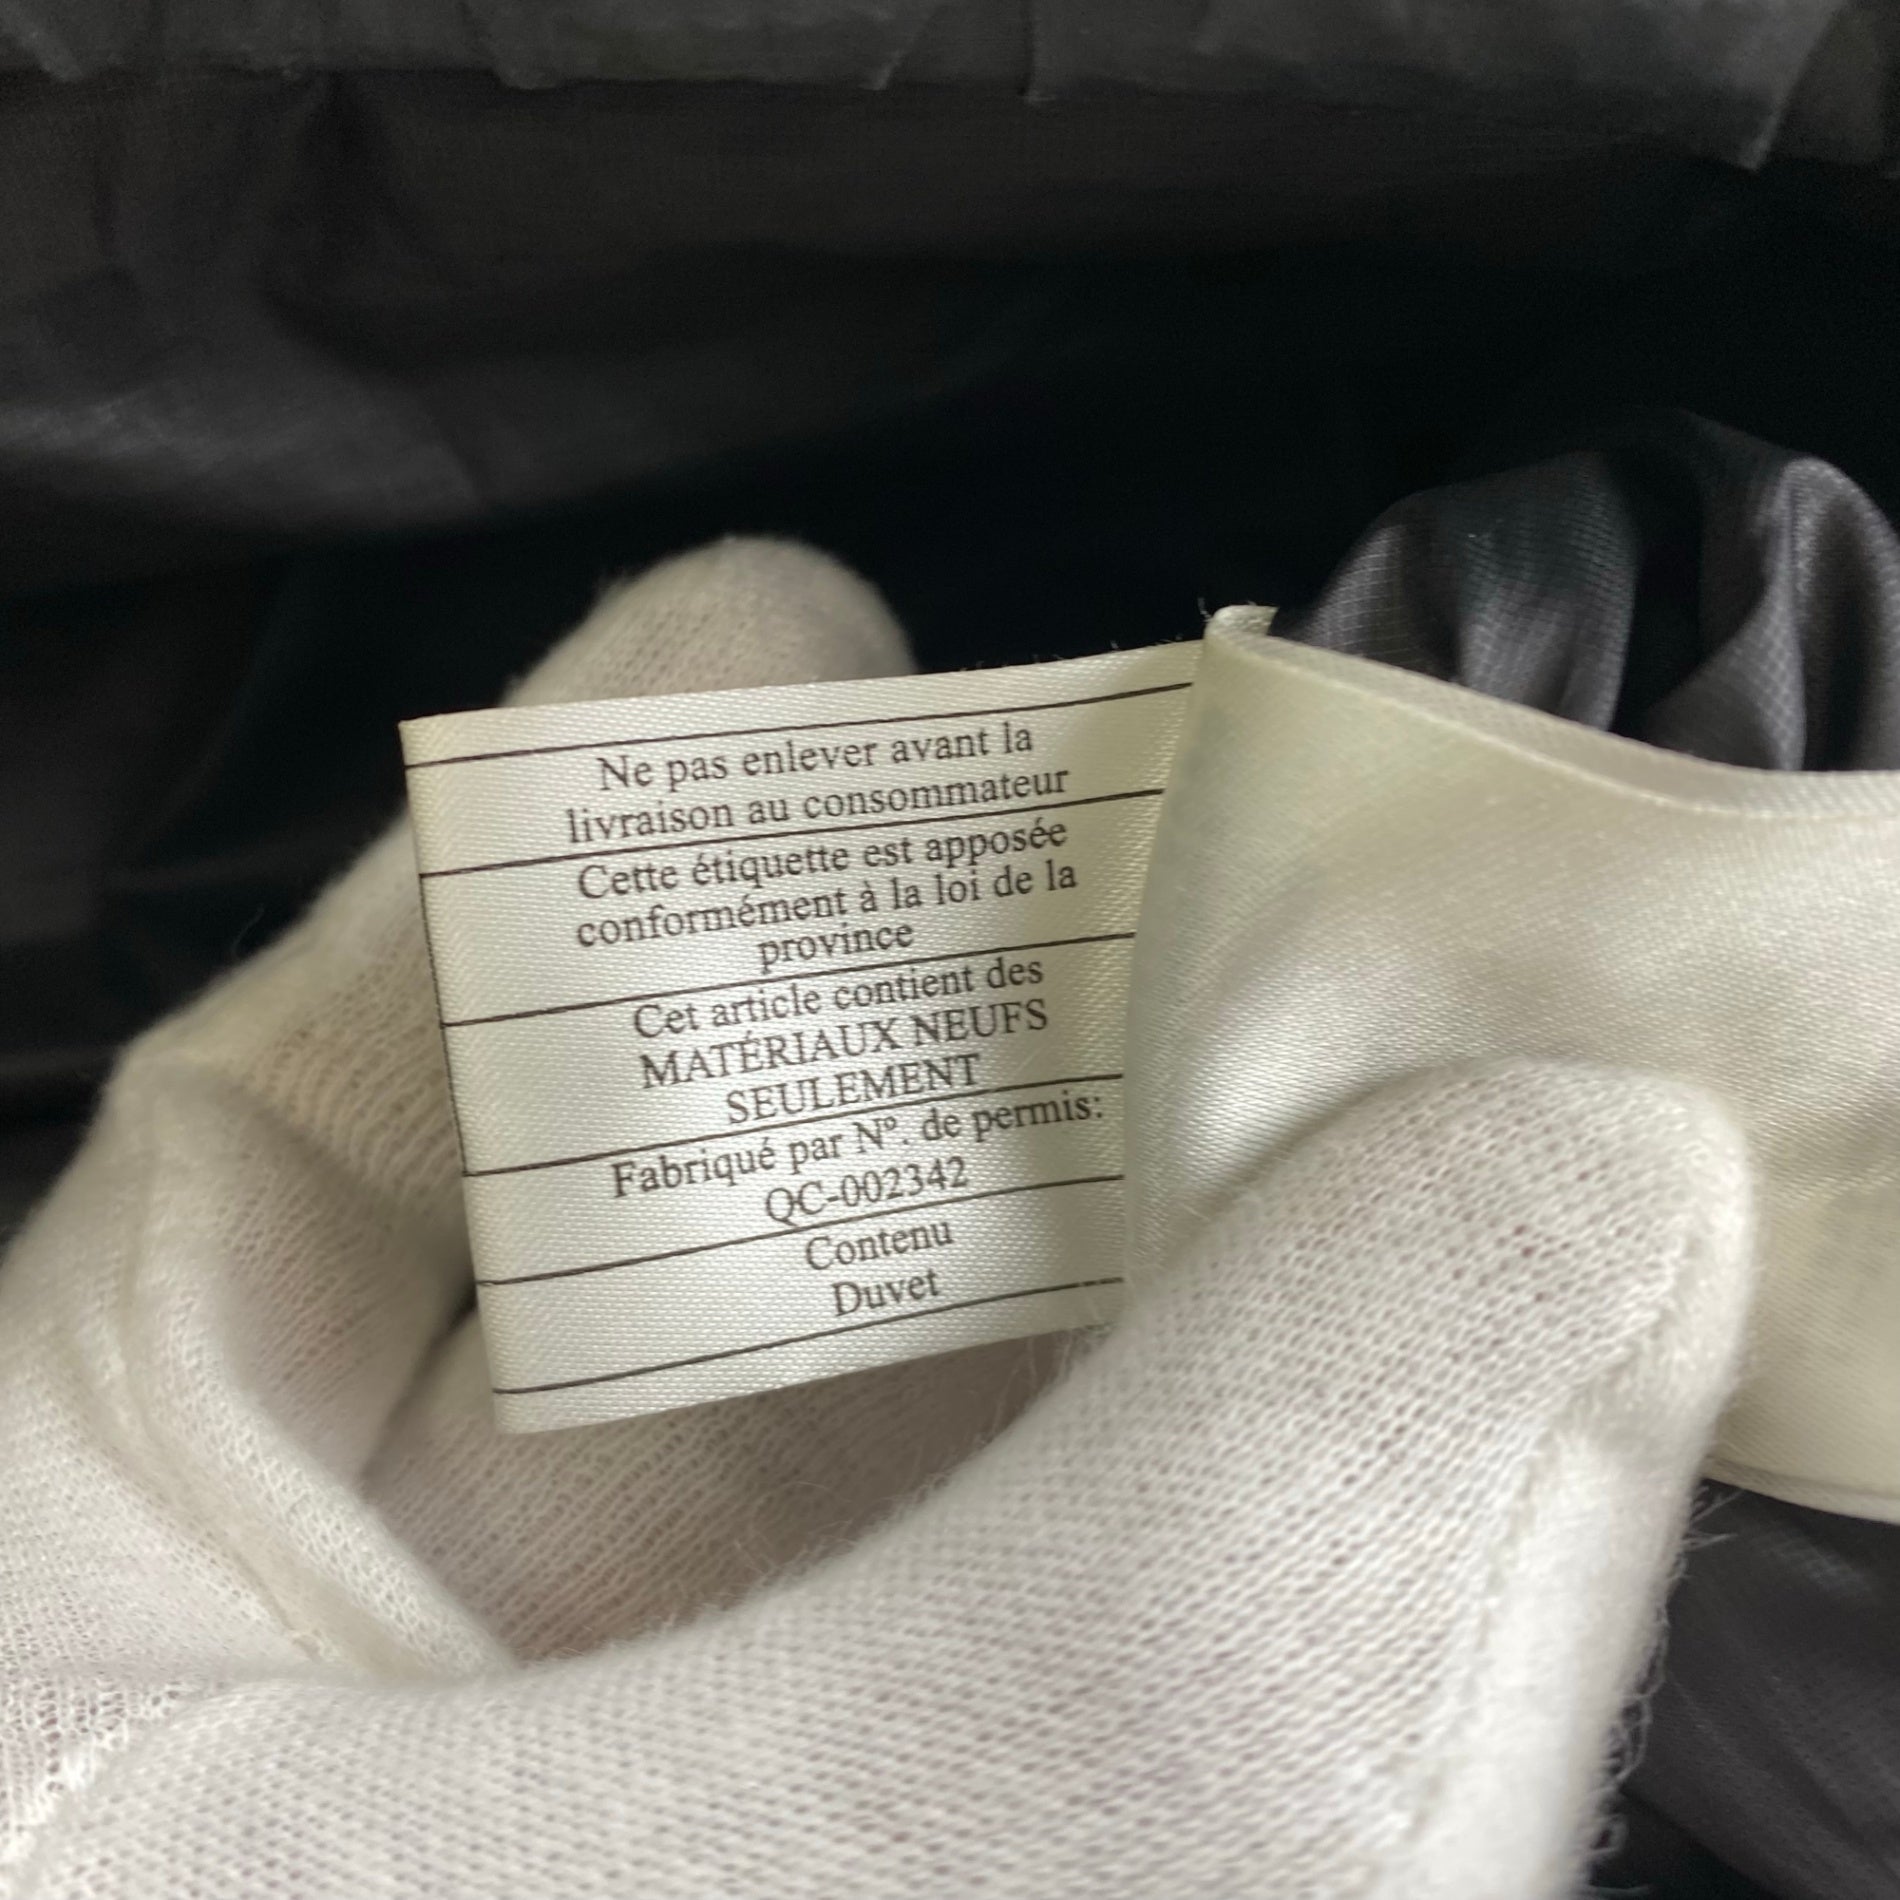 Ne pas enlever avant la
livraison au consommateur
Cette étiquette est apposée
conformément à la loi de la
province
Cet article contient des
MATÉRIAUX NEUFS
SEULEMENT
Fabriqué par Nº. de permis:
QC-002342
Contenu
Duvet